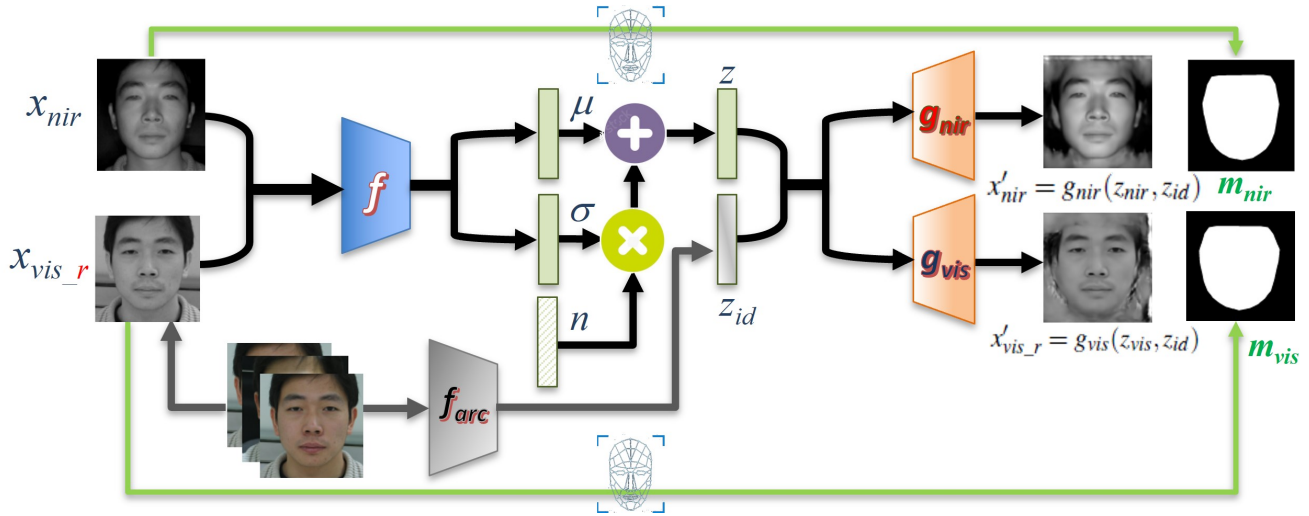 x_nir
x_vis_r
f
μ
σ
n
f_arc
z
z_id
g_nir
g_vis
x′_nir = g_nir(z_nir, z_id)
m_nir
x′_vis_r = g_vis(z_vis, z_id)
m_vis